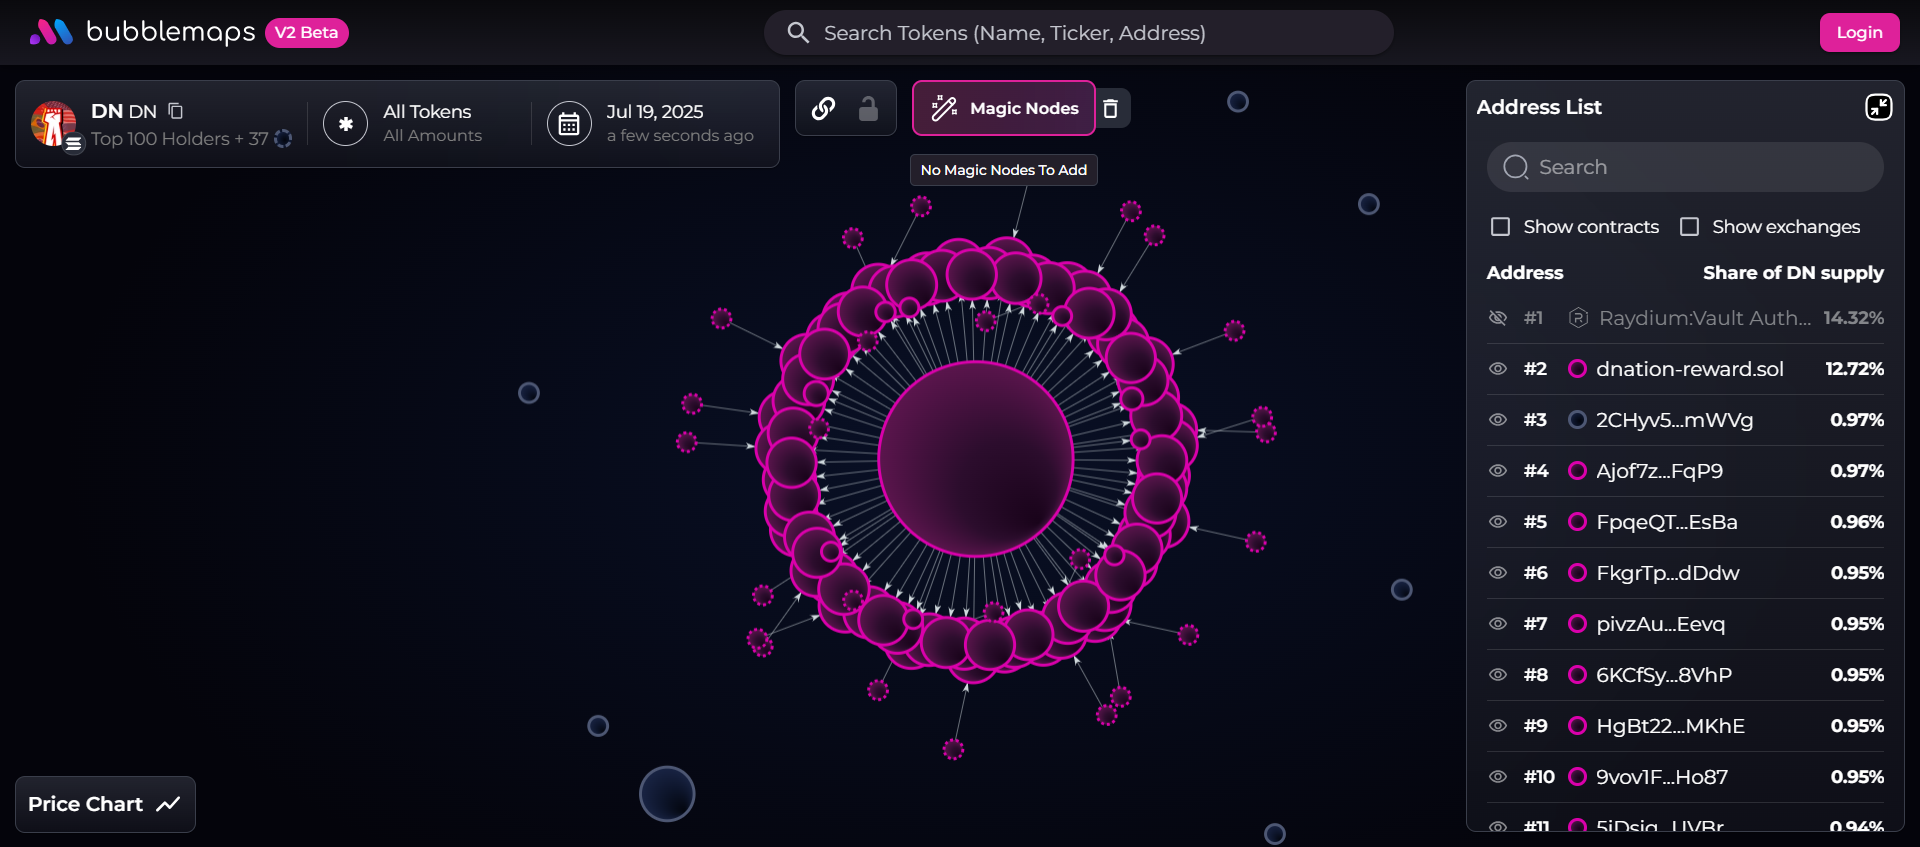 bubblemaps V2 Beta
Search Tokens (Name, Ticker, Address)
Login
DN DN
Top 100 Holders + 37
All Tokens
All Amounts
Jul 19, 2025
a few seconds ago
Magic Nodes
No Magic Nodes To Add
Address List
Search
Show contracts
Show exchanges
Address Share of DN supply
#1 Raydium:Vault Auth... 14.32%
#2 dnation-reward.sol 12.72%
#3 2CHyv5...mWVg 0.97%
#4 Ajof7z...FqP9 0.97%
#5 FpqeQT...EsBa 0.96%
#6 FkgrTp...dDdw 0.95%
#7 pivzAu...Eevq 0.95%
#8 6KCfSy...8VhP 0.95%
#9 HgBt22...MKhE 0.95%
#10 9vov1F...Ho87 0.95%
#11 0.94%
Price Chart